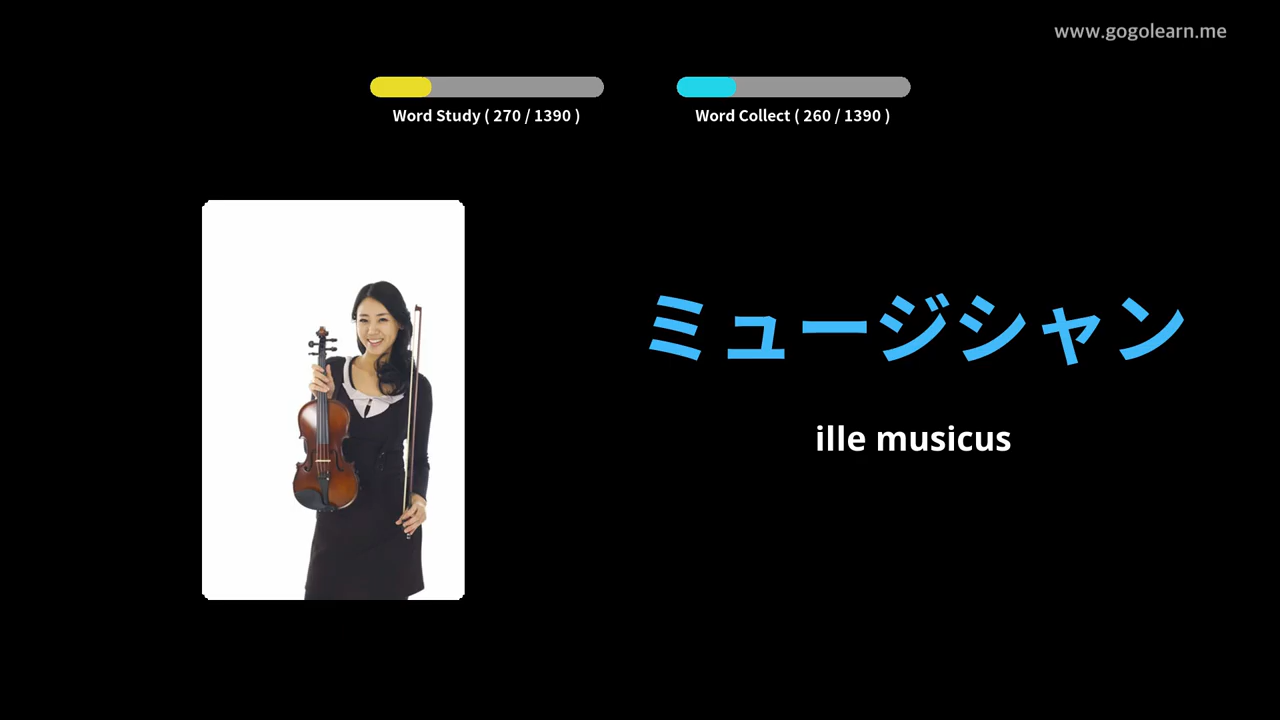 www.gogolearn.me
Word Study ( 270 / 1390 )
Word Collect ( 260 / 1390 )
ミュージシャン
ille musicus